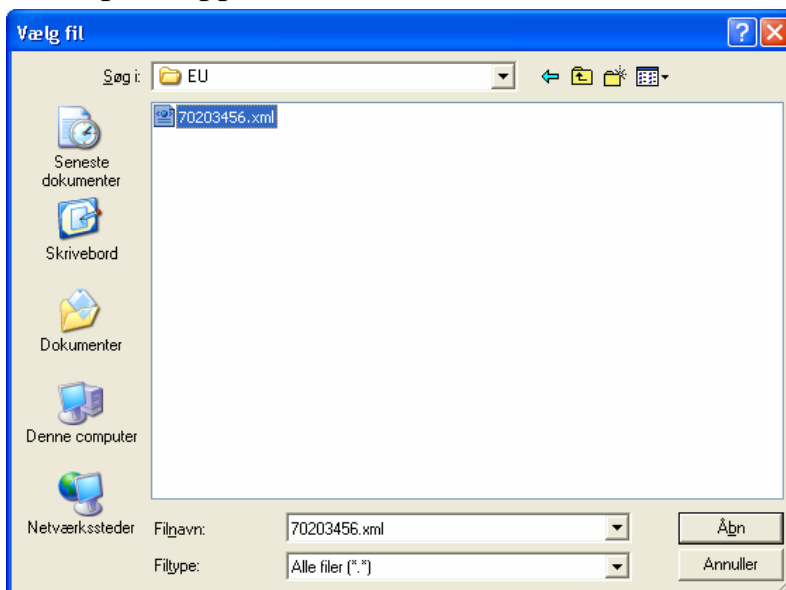 Vælg fil
Søg i: EU
70203456.xml
Seneste
dokumenter
Skrivebord
Dokumenter
Denne computer
Netværkssteder
Filnavn: 70203456.xml Åbn
Filtype: Alle filer (*.*) Annuller